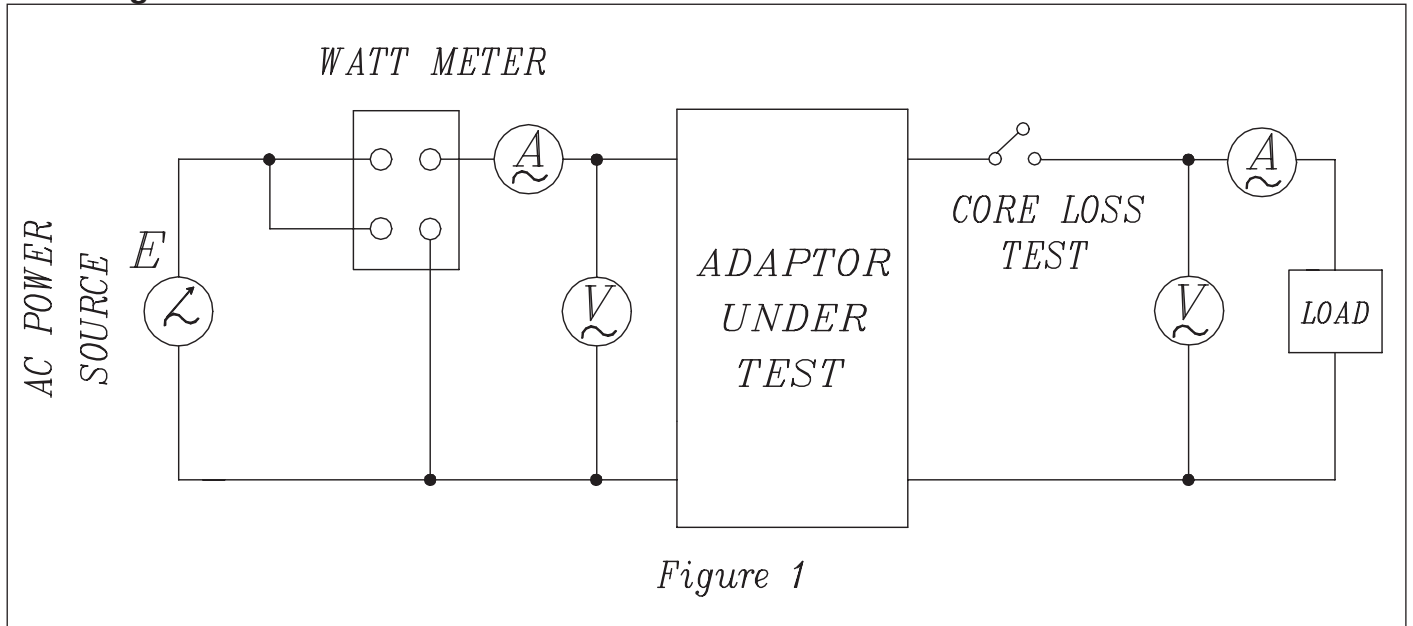 WATT METER
AC POWER
SOURCE
E
A
V
ADAPTOR
UNDER
TEST
CORE LOSS
TEST
A
V
LOAD
Figure 1